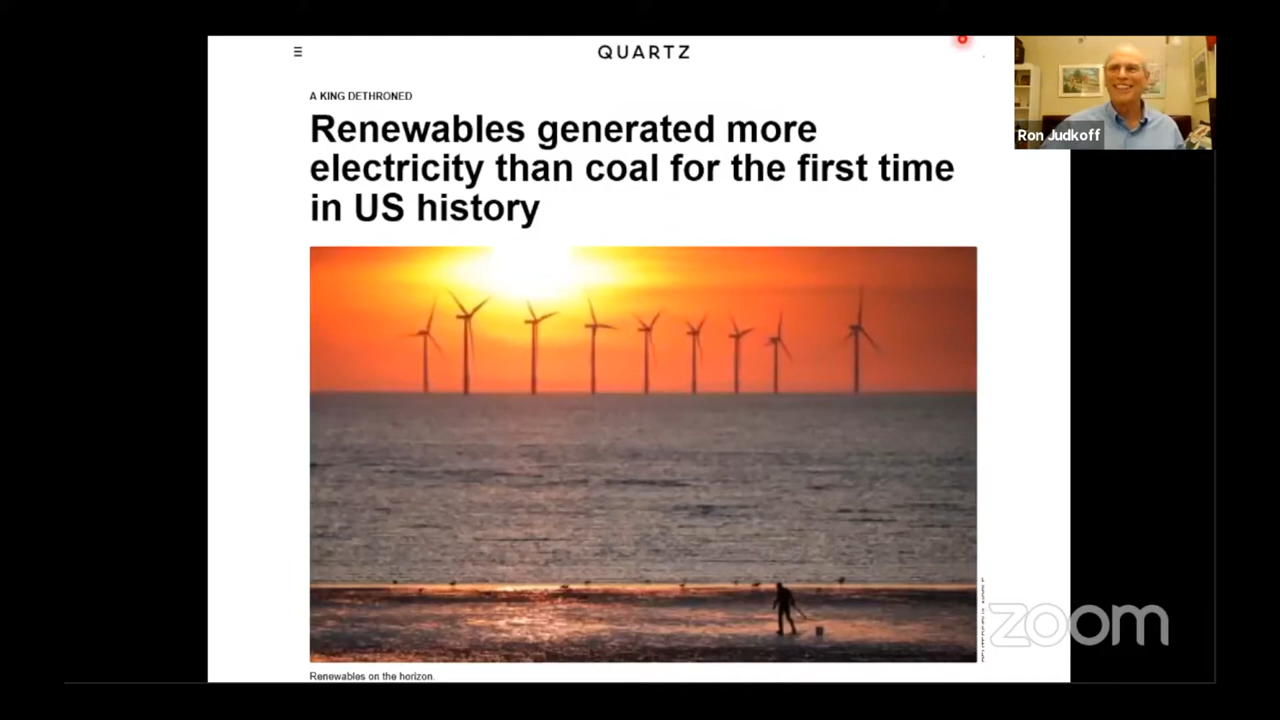 QUARTZ
A KING DETHRONED
Renewables generated more
electricity than coal for the first time
in US history
Ron Judkoff
Renewables on the horizon.
zoom